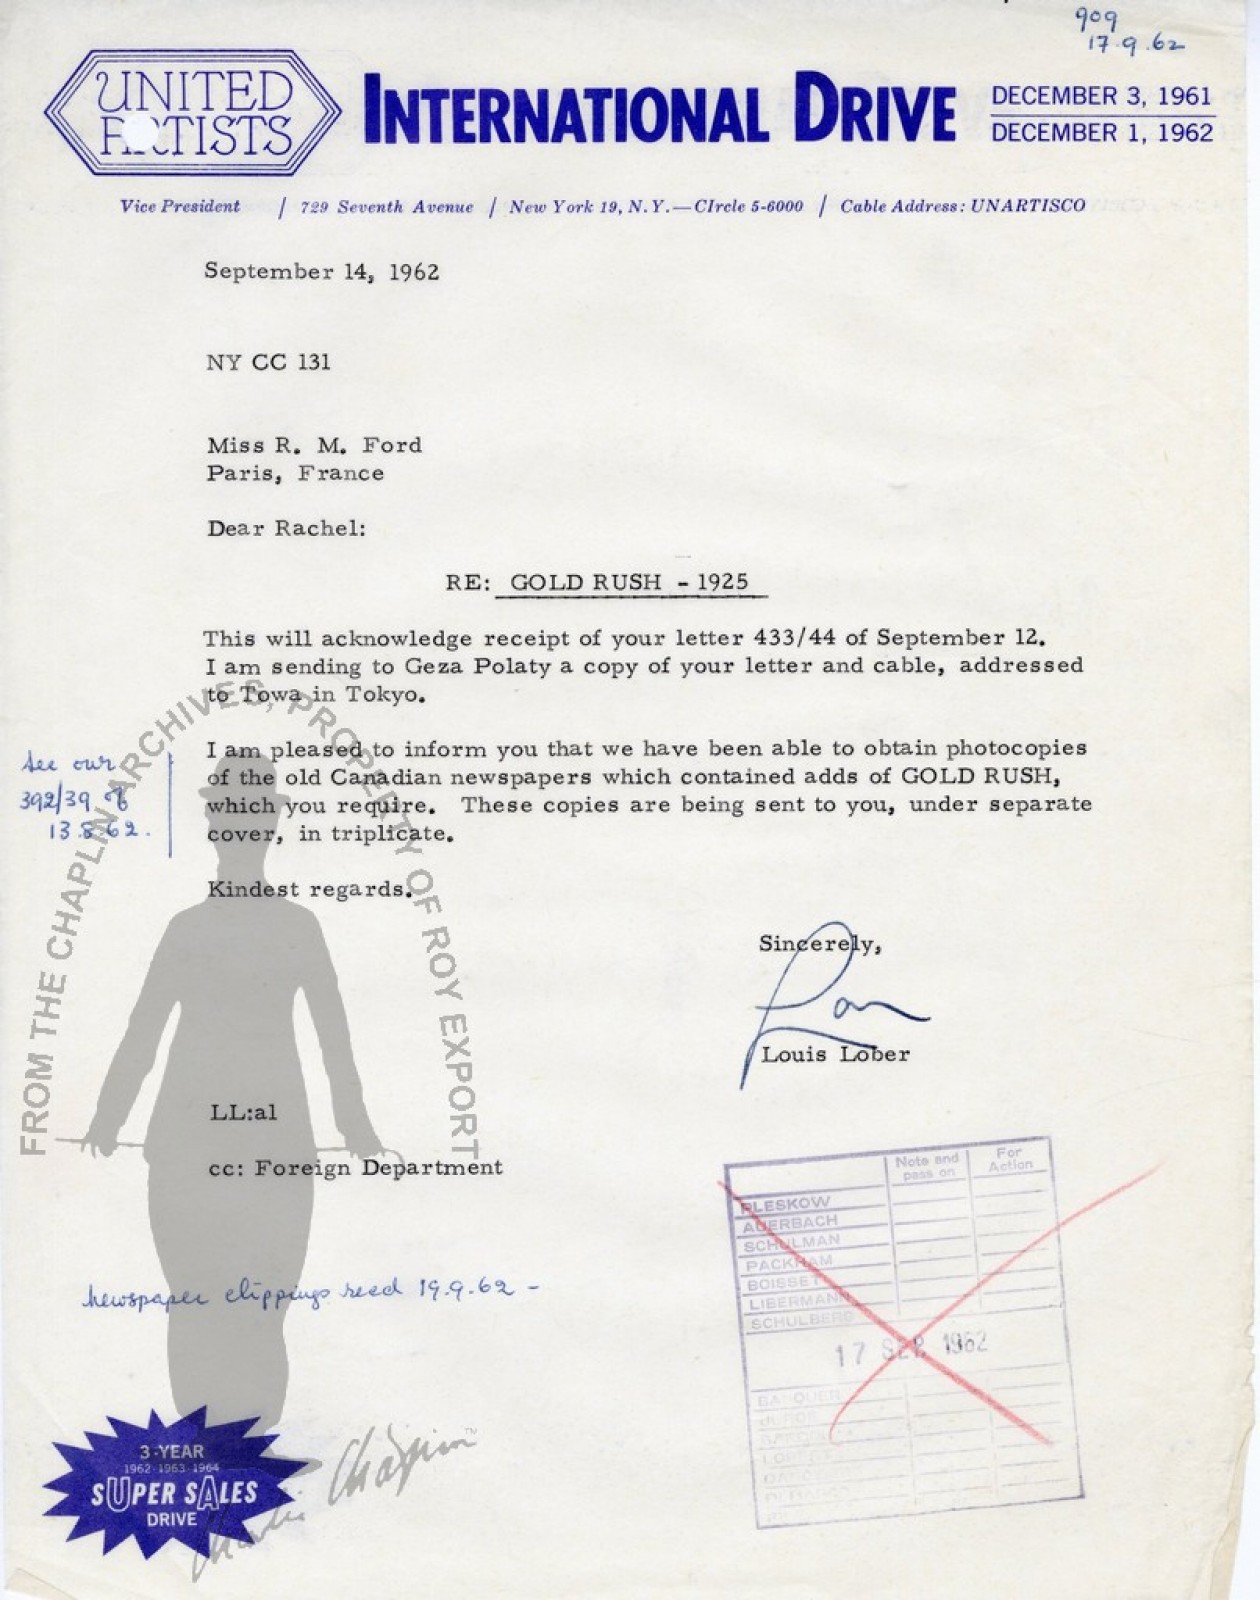 909
17.9.62
UNITED
ARTISTS
INTERNATIONAL DRIVE
DECEMBER 3, 1961
DECEMBER 1, 1962
Vice President / 729 Seventh Avenue / New York 19, N. Y.—CIrcle 5-6000 / Cable Address: UNARTISCO
September 14, 1962
NY CC 131
Miss R. M. Ford
Paris, France
Dear Rachel:
RE: GOLD RUSH - 1925
This will acknowledge receipt of your letter 433/44 of September 12.
I am sending to Geza Polaty a copy of your letter and cable, addressed
to Towa in Tokyo.
I am pleased to inform you that we have been able to obtain photocopies
of the old Canadian newspapers which contained adds of GOLD RUSH,
which you require. These copies are being sent to you, under separate
cover, in triplicate.
see our
392/39 of
13.8.62.
Kindest regards.
Sincerely,
Lou
Louis Lober
LL:al
cc: Foreign Department
newspaper clippings recd 19.9.62 -
Note and
pass on
For
Action
PLESKOW
AUERBACH
SCHULMAN
PACKHAM
BOISSET
LIBERMANN
SCHULBERG
17 SEP. 1962
3-YEAR
1962-1963-1964
SUPER SALES
DRIVE
FROM THE CHAPLIN ARCHIVES, PROPERTY OF ROY EXPORT
Charlie Chaplin™